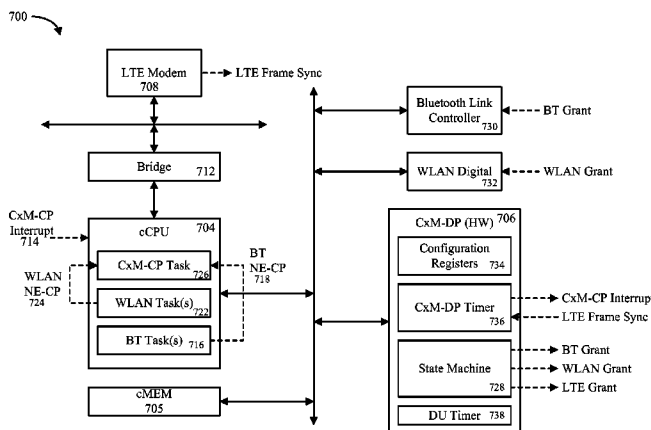 700
LTE Modem
708
LTE Frame Sync
Bluetooth Link
Controller
730
BT Grant
Bridge
712
WLAN Digital
732
WLAN Grant
CxM-CP
Interrupt
714
cCPU
704
CxM-CP Task
726
BT
NE-CP
718
WLAN
NE-CP
724
WLAN Task(s)
722
BT Task(s)
716
cMEM
705
CxM-DP (HW)
706
Configuration
Registers
734
CxM-DP Timer
736
CxM-CP Interrup
LTE Frame Sync
State Machine
728
BT Grant
WLAN Grant
LTE Grant
DU Timer
738